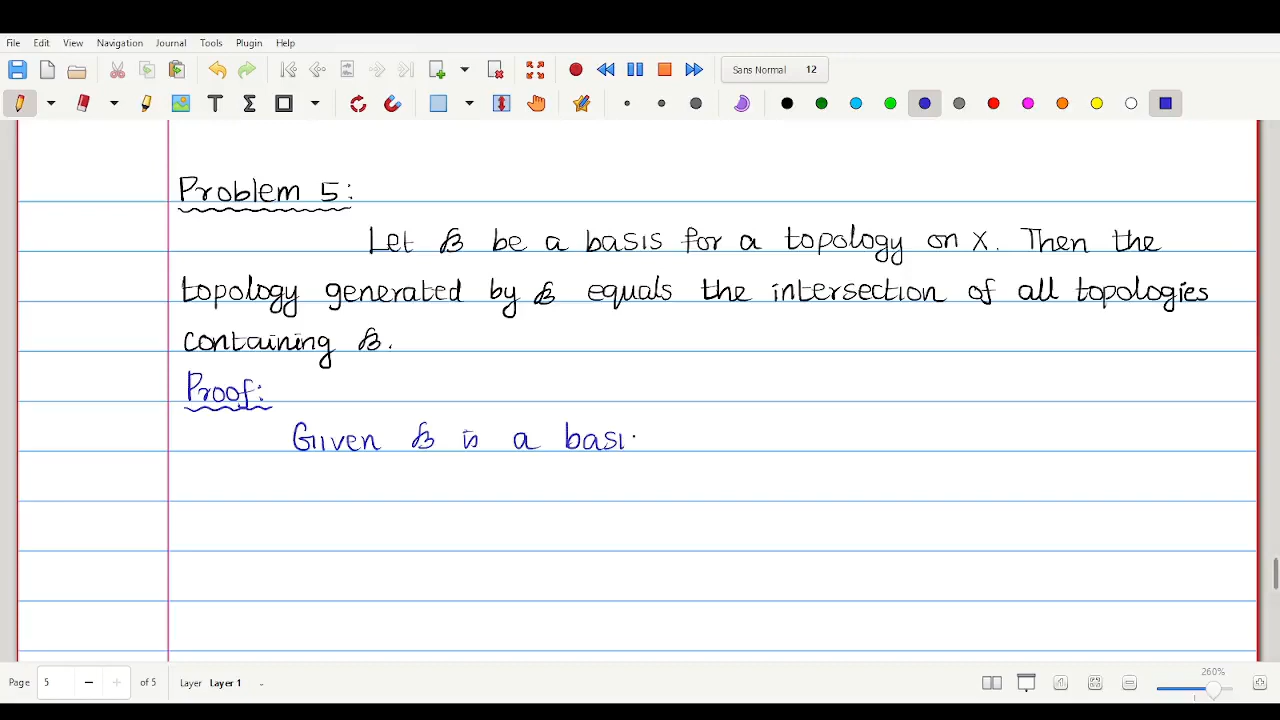 File Edit View Navigation Journal Tools Plugin Help
Sans Normal 12
Problem 5:
Let ℬ be a basis for a topology on X. Then the
topology generated by ℬ equals the intersection of all topologies
containing ℬ.
Proof:
Given ℬ is a basi
Page 5 of 5 Layer Layer 1 260%